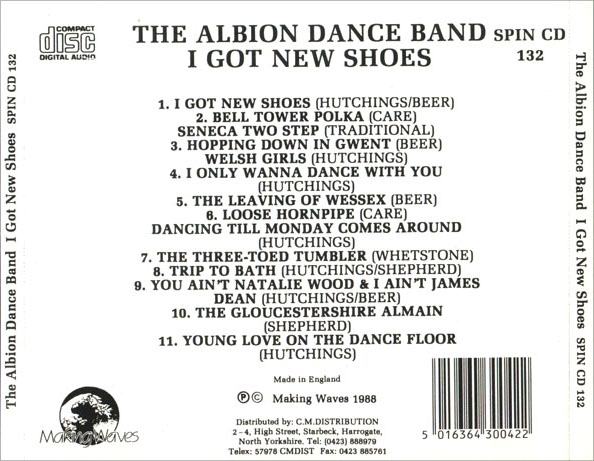 COMPACT
disc
DIGITAL AUDIO
THE ALBION DANCE BAND SPIN CD
I GOT NEW SHOES 132
1. I GOT NEW SHOES (HUTCHINGS/BEER)
2. BELL TOWER POLKA (CARE)
SENECA TWO STEP (TRADITIONAL)
3. HOPPING DOWN IN GWENT (BEER)
WELSH GIRLS (HUTCHINGS)
4. I ONLY WANNA DANCE WITH YOU
(HUTCHINGS)
5. THE LEAVING OF WESSEX (BEER)
6. LOOSE HORNPIPE (CARE)
DANCING TILL MONDAY COMES AROUND
(HUTCHINGS)
7. THE THREE-TOED TUMBLER (WHETSTONE)
8. TRIP TO BATH (HUTCHINGS/SHEPHERD)
9. YOU AIN'T NATALIE WOOD & I AIN'T JAMES
DEAN (HUTCHINGS/BEER)
10. THE GLOUCESTERSHIRE ALMAIN
(SHEPHERD)
11. YOUNG LOVE ON THE DANCE FLOOR
(HUTCHINGS)
Made in England
Ⓟ © Making Waves 1988
Distributed by: C.M.DISTRIBUTION
2-4, High Street, Starbeck, Harrogate,
North Yorkshire. Tel: (0423) 888979
Telex: 57978 CMDIST Fax: 0423 885761
Making Waves
5 016364 300422
The Albion Dance Band I Got New Shoes SPIN CD 132
The Albion Dance Band I Got New Shoes SPIN CD 132